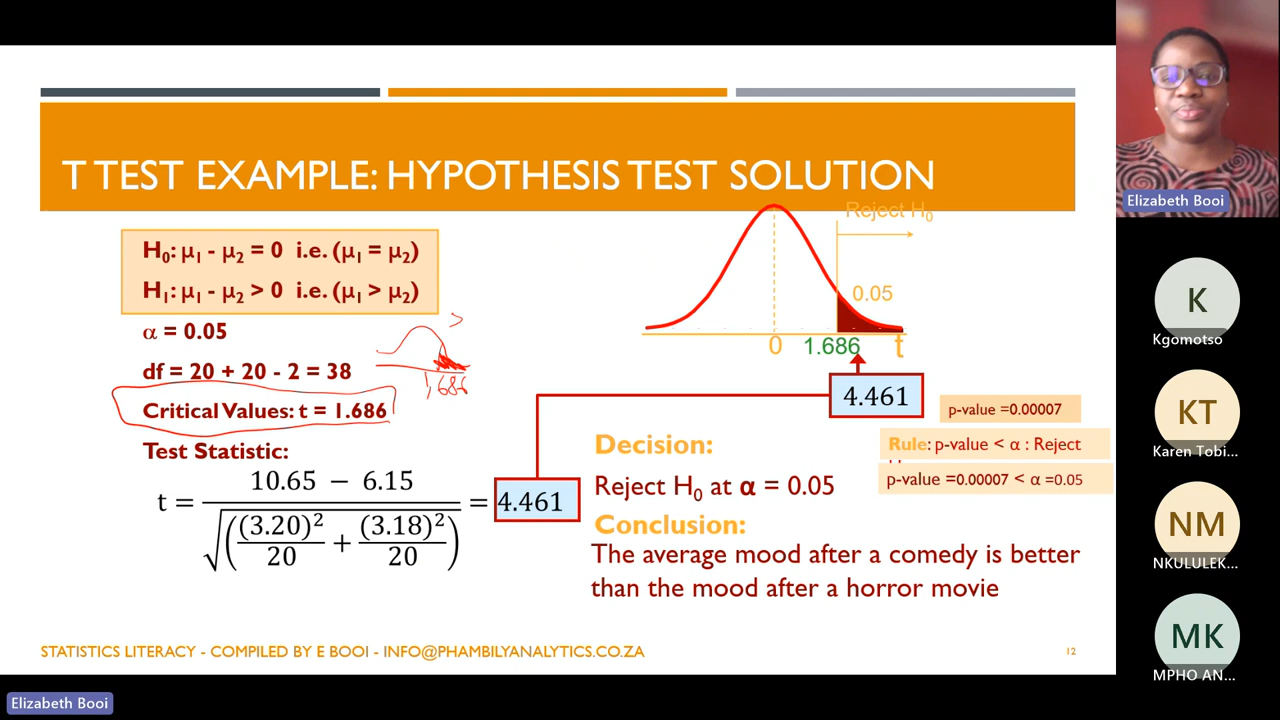 T TEST EXAMPLE: HYPOTHESIS TEST SOLUTION
H₀: μ₁ - μ₂ = 0 i.e. (μ₁ = μ₂)
H₁: μ₁ - μ₂ > 0 i.e. (μ₁ > μ₂)
α = 0.05
df = 20 + 20 - 2 = 38
Critical Values: t = 1.686
>
1,686
Test Statistic:
t = (10.65 − 6.15) / √((3.20)²/20 + (3.18)²/20) = 4.461
Reject H₀
0.05
0 1.686 t
4.461
p-value =0.00007
Rule: p-value < α : Reject
p-value =0.00007 < α =0.05
Decision:
Reject H₀ at α = 0.05
Conclusion:
The average mood after a comedy is better
than the mood after a horror movie
STATISTICS LITERACY - COMPILED BY E BOOI - INFO@PHAMBILYANALYTICS.CO.ZA
12
Elizabeth Booi
Elizabeth Booi
K
Kgomotso
KT
Karen Tobi...
NM
NKULULEK...
MK
MPHO AN...